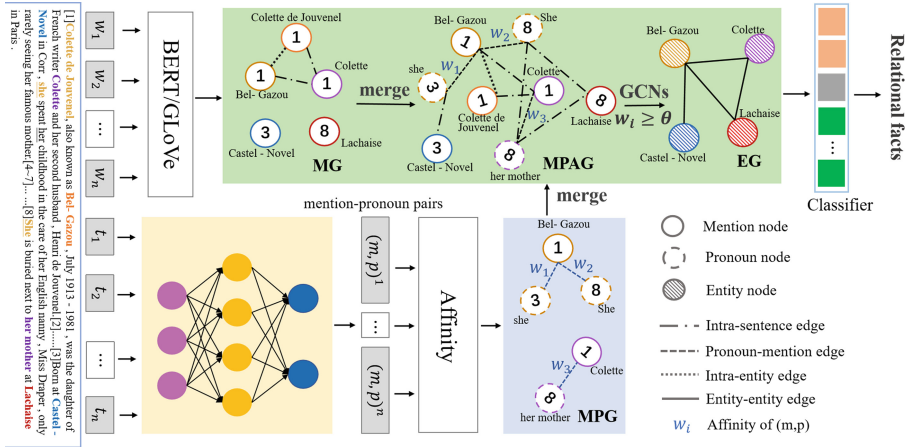 [1]Colette de Jouvenel, also known as Bel- Gazou , July 1913 - 1981 , was the daughter of
French writer Colette and her second husband , Henri de Jouvenel.[2]......[3]Born at Castel -
Novel in Corr , she spent her childhood in the care of her English nanny , Miss Draper , only
rarely seeing her famous mother.[4~7]... ...[8]She is buried next to her mother at Lachaise
in Paris .
w1
w2
...
wn
t1
t2
...
tn
BERT/GLoVe
Colette de Jouvenel
1
Bel- Gazou
1
Colette
1
3
Castel - Novel
8
Lachaise
MG
merge
Bel- Gazou
1
w2
She
8
w1
she
3
Colette
1
1
Colette de
Jouvenel
w3
8
Lachaise
3
Castel - Novel
8
her mother
MPAG
GCNs
wi ≥ θ
Bel- Gazou
Colette
Lachaise
Castel - Novel
EG
Classifier
Relational facts
merge
mention-pronoun pairs
(m,p)1
...
(m,p)n
Affinity
Bel- Gazou
1
w1
w2
3
she
8
She
1
Colette
w3
8
her mother
MPG
Mention node
Pronoun node
Entity node
Intra-sentence edge
Pronoun-mention edge
Intra-entity edge
Entity-entity edge
wi Affinity of (m,p)